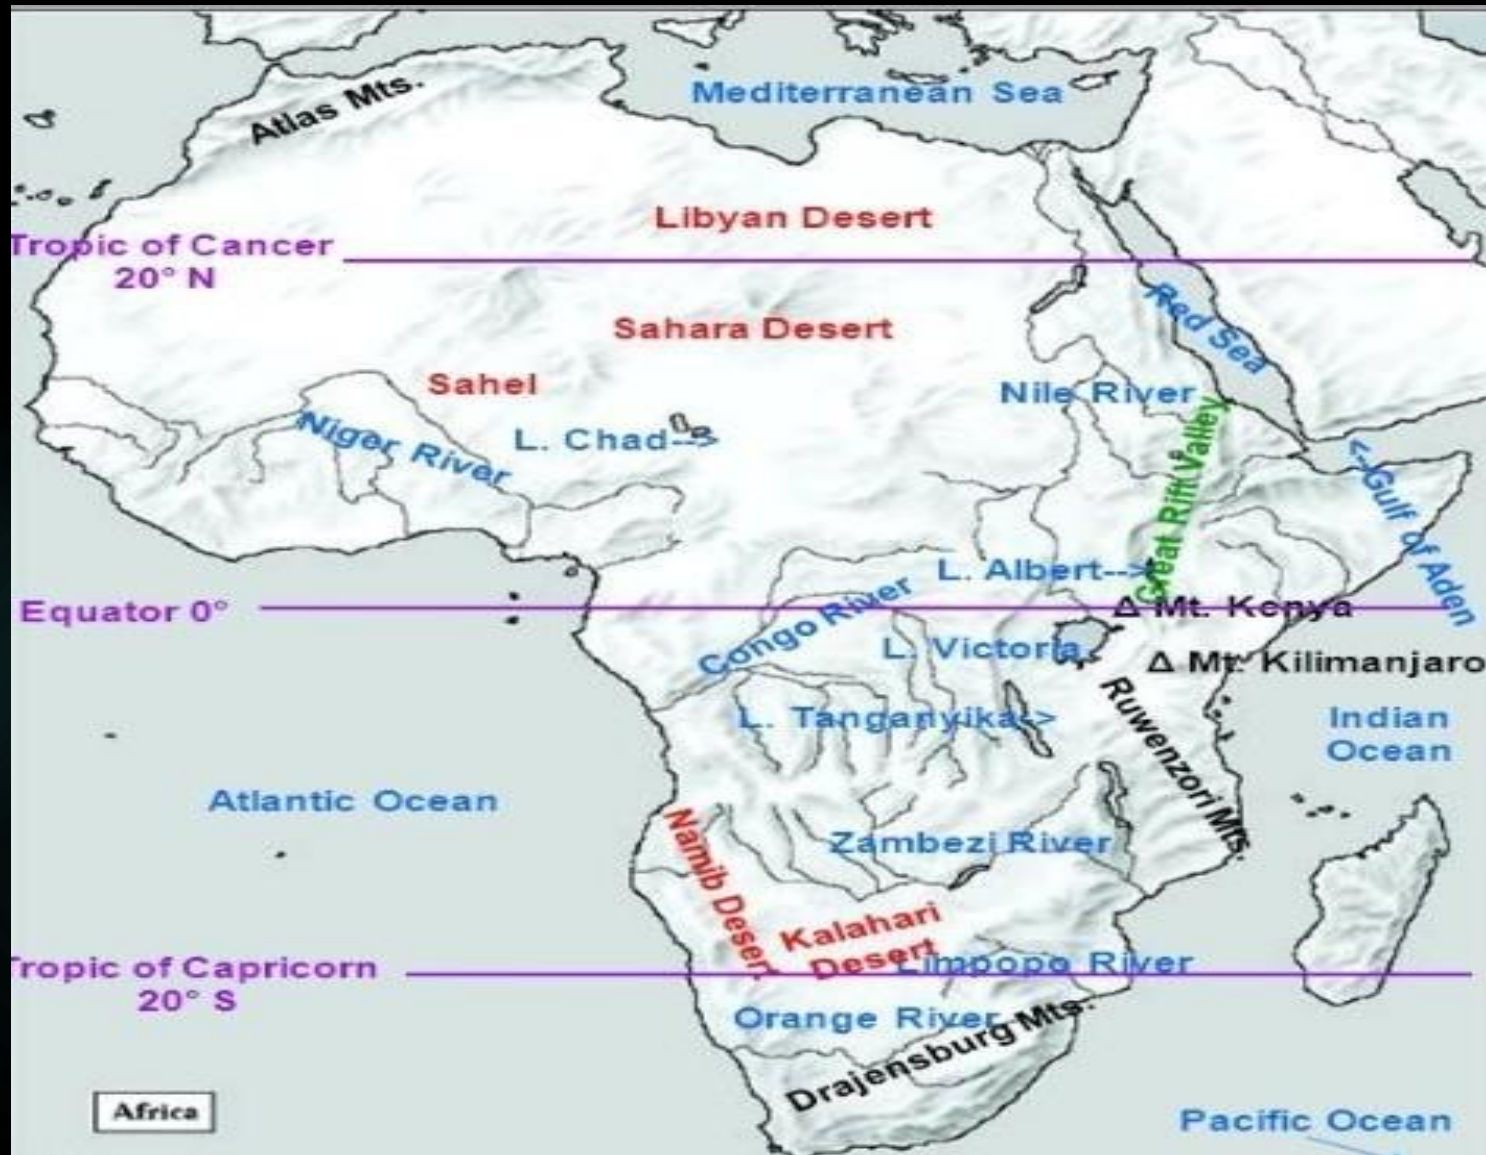 Mediterranean Sea
Atlas Mts.
Libyan Desert
Tropic of Cancer
20° N
Red Sea
Sahara Desert
Sahel
Nile River
Niger River
L. Chad-->
Great Rift Valley
<--Gulf of Aden
L. Albert-->
Equator 0°
Δ Mt. Kenya
Congo River
L. Victoria
Δ Mt. Kilimanjaro
L. Tanganyika->
Ruwenzori Mts.
Indian
Ocean
Atlantic Ocean
Namib Desert
Zambezi River
Kalahari
Desert
Limpopo River
Tropic of Capricorn
20° S
Orange River
Drajensburg Mts.
Africa
Pacific Ocean